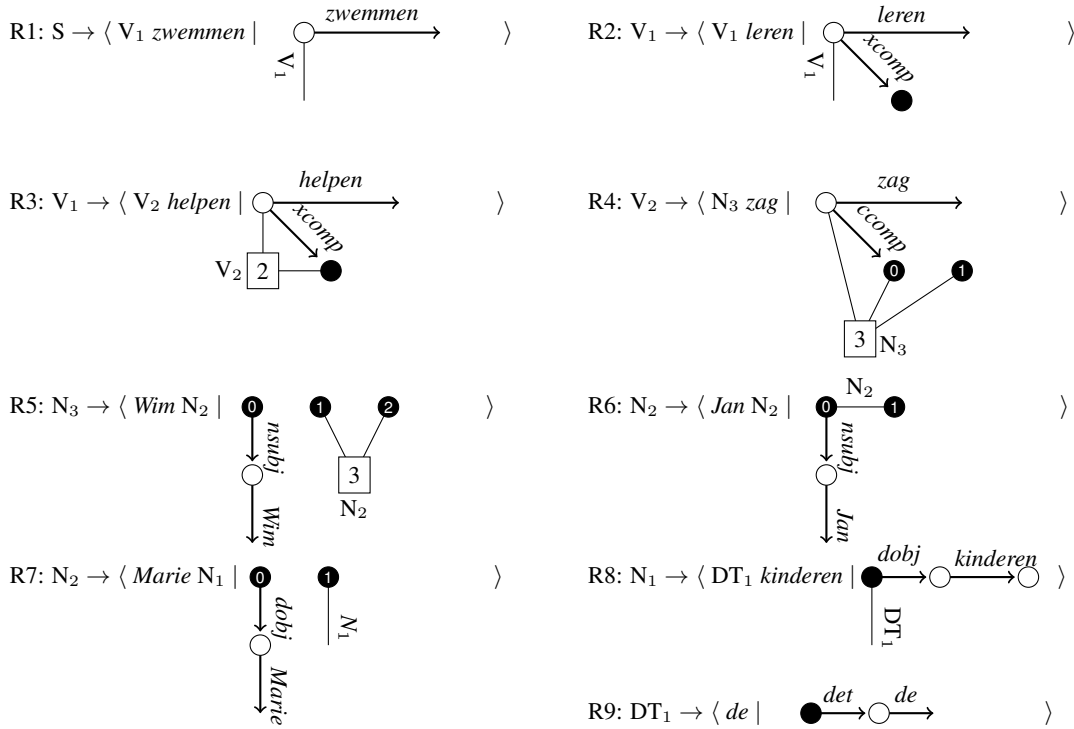 R1: S → ⟨ V₁ zwemmen | zwemmen V₁ ⟩
R2: V₁ → ⟨ V₁ leren | leren xcomp V₁ ⟩
R3: V₁ → ⟨ V₂ helpen | helpen xcomp V₂ 2 ⟩
R4: V₂ → ⟨ N₃ zag | zag ccomp 0 1 3 N₃ ⟩
R5: N₃ → ⟨ Wim N₂ | 0 1 2 nsubj 3 N₂ Wim ⟩
R6: N₂ → ⟨ Jan N₂ | N₂ 0 1 nsubj Jan ⟩
R7: N₂ → ⟨ Marie N₁ | 0 1 dobj N₁ Marie ⟩
R8: N₁ → ⟨ DT₁ kinderen | dobj kinderen DT₁ ⟩
R9: DT₁ → ⟨ de | det de ⟩